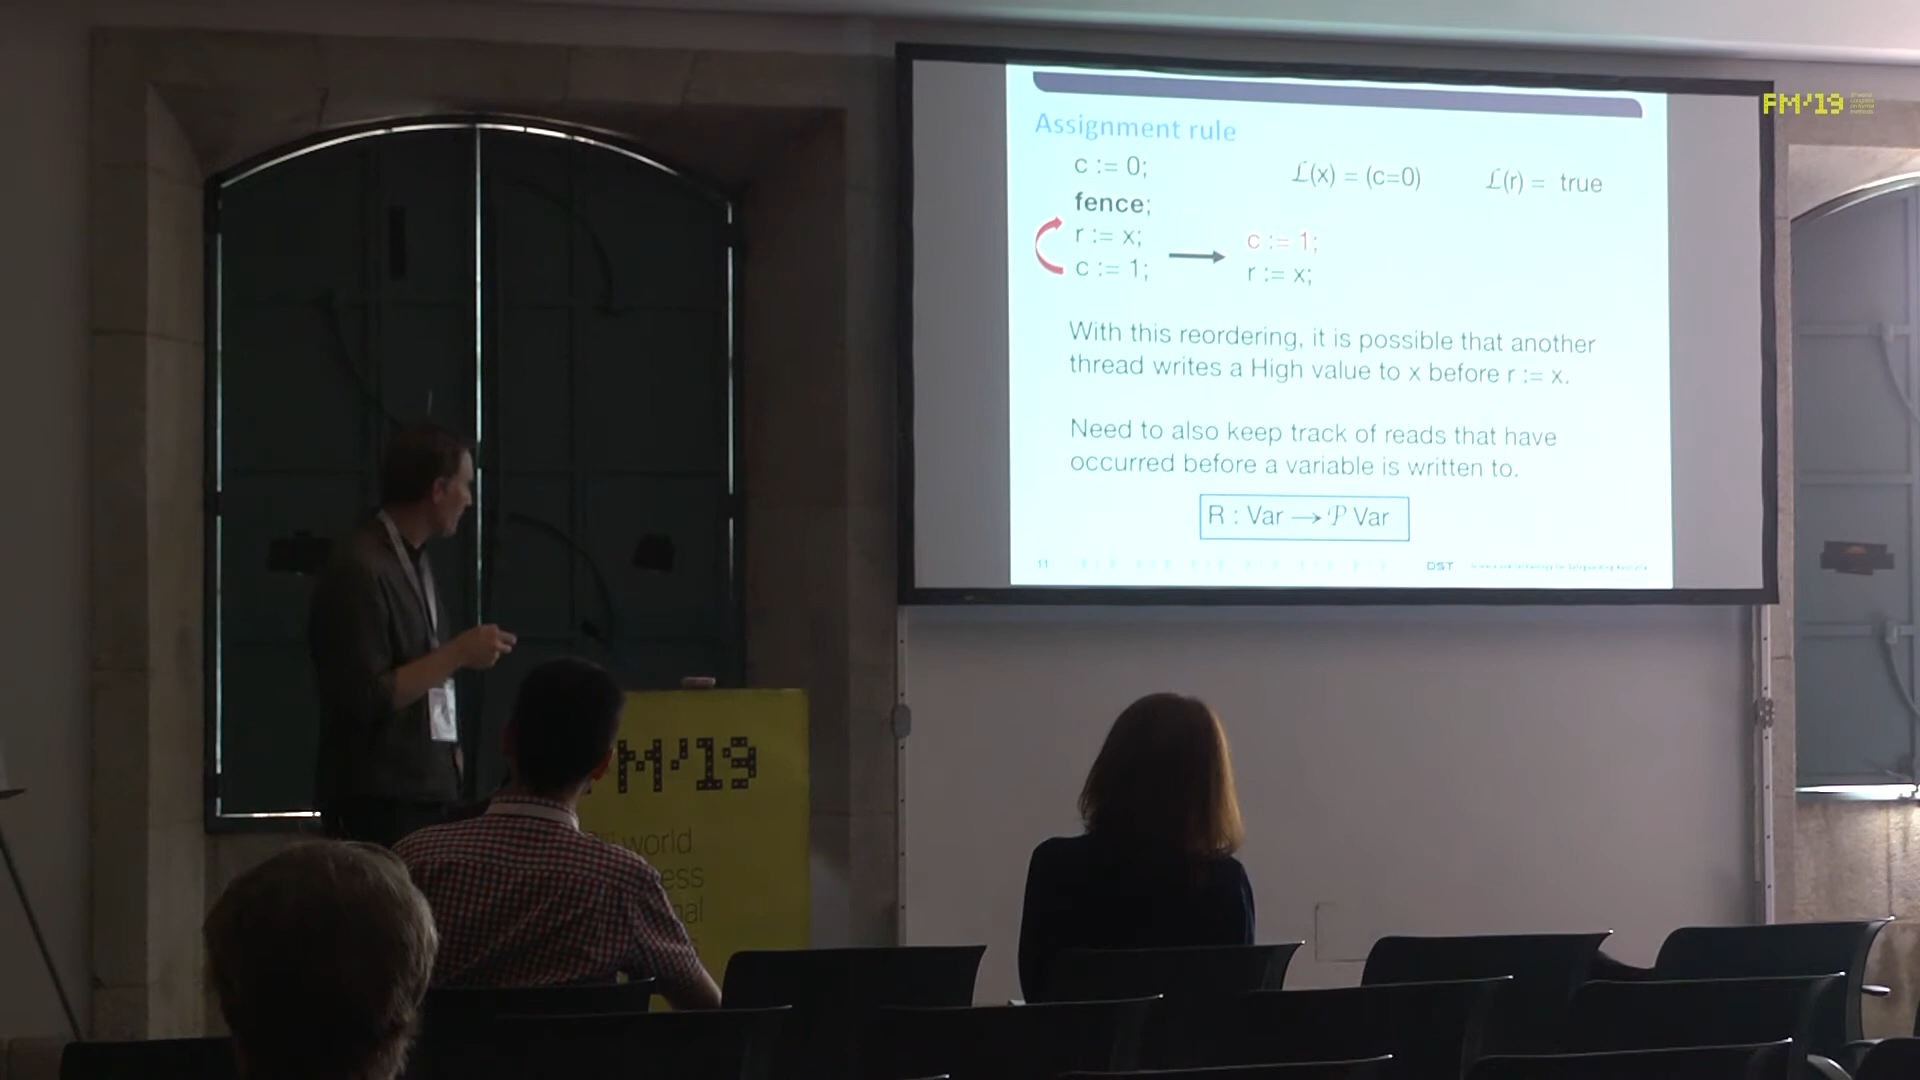 Assignment rule
c := 0;
ℒ(x) = (c=0)
ℒ(r) = true
fence;
r := x;
c := 1;
c := 1;
r := x;
With this reordering, it is possible that another
thread writes a High value to x before r := x.
Need to also keep track of reads that have
occurred before a variable is written to.
R : Var → 𝒫 Var
11
DST
FM'19
M'19
world